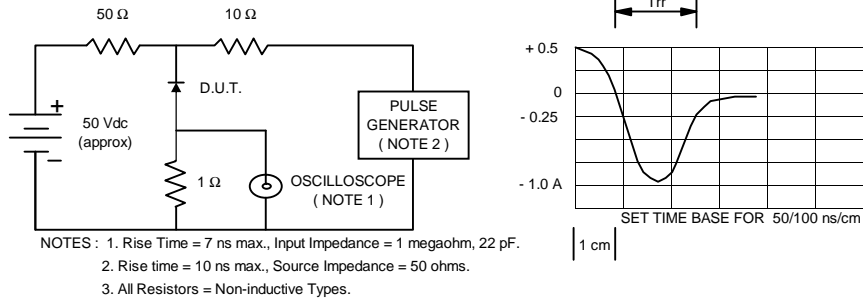 50 Ω
10 Ω
Trr
+ 0.5
0
- 0.25
- 1.0 A
D.U.T.
+
50 Vdc
(approx)
−
PULSE
GENERATOR
( NOTE 2 )
1 Ω
OSCILLOSCOPE
( NOTE 1 )
SET TIME BASE FOR 50/100 ns/cm
1 cm
NOTES : 1. Rise Time = 7 ns max., Input Impedance = 1 megaohm, 22 pF.
2. Rise time = 10 ns max., Source Impedance = 50 ohms.
3. All Resistors = Non-inductive Types.